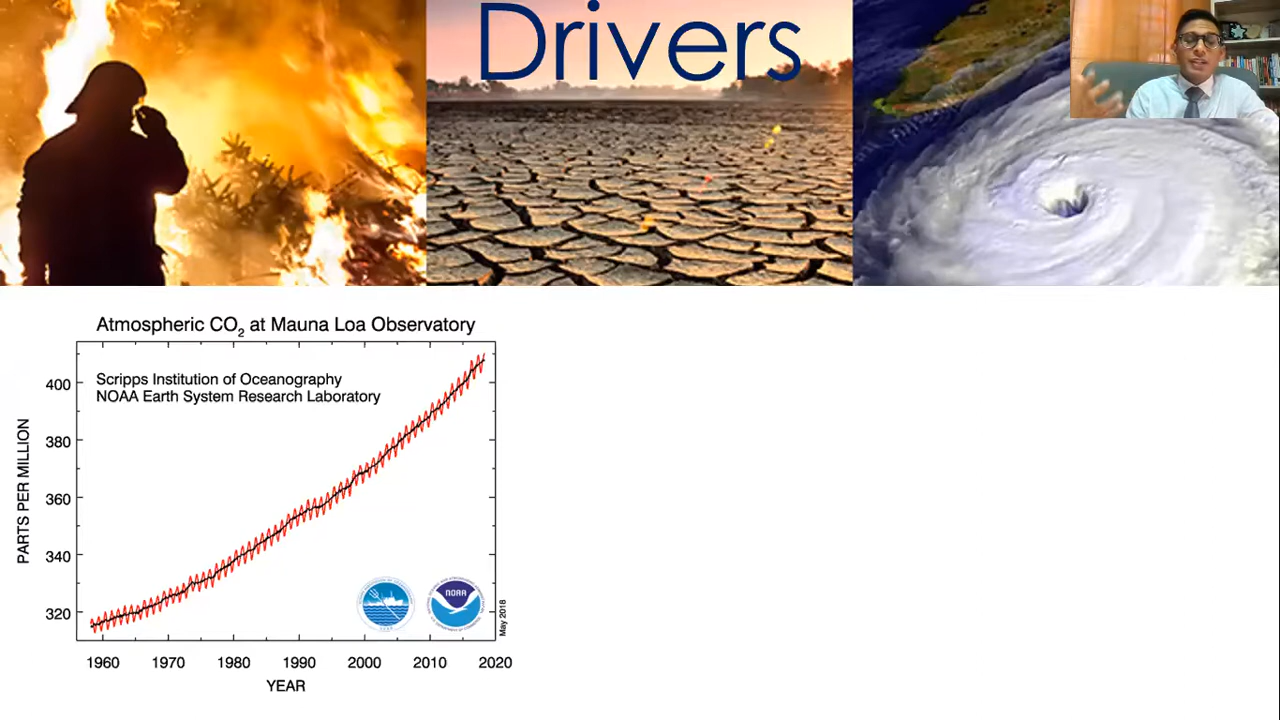 Drivers
Atmospheric CO₂ at Mauna Loa Observatory
Scripps Institution of Oceanography
NOAA Earth System Research Laboratory
PARTS PER MILLION
400
380
360
340
320
NOAA
May 2018
1960 1970 1980 1990 2000 2010 2020
YEAR